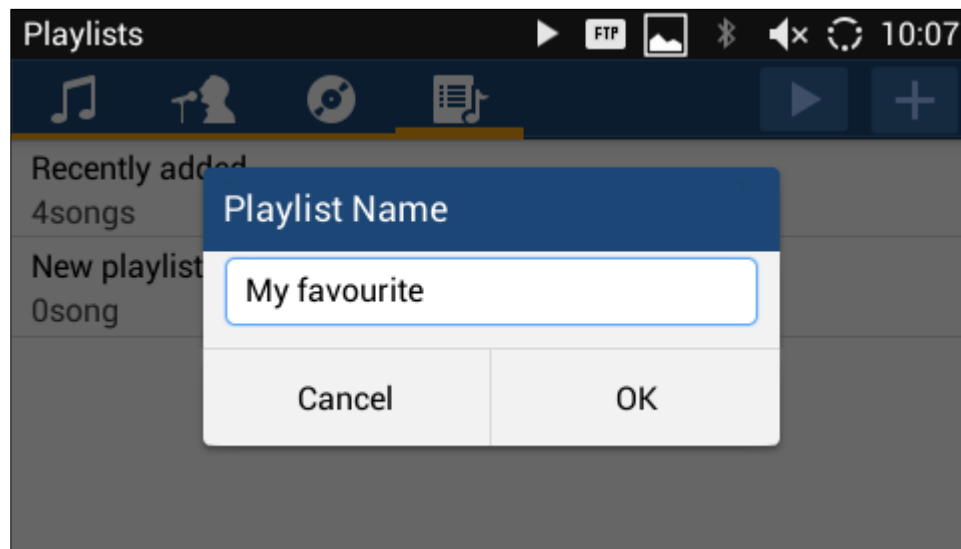 Playlists
FTP
10:07
Recently added
4songs
Playlist Name
New playlist
My favourite
0song
Cancel
OK